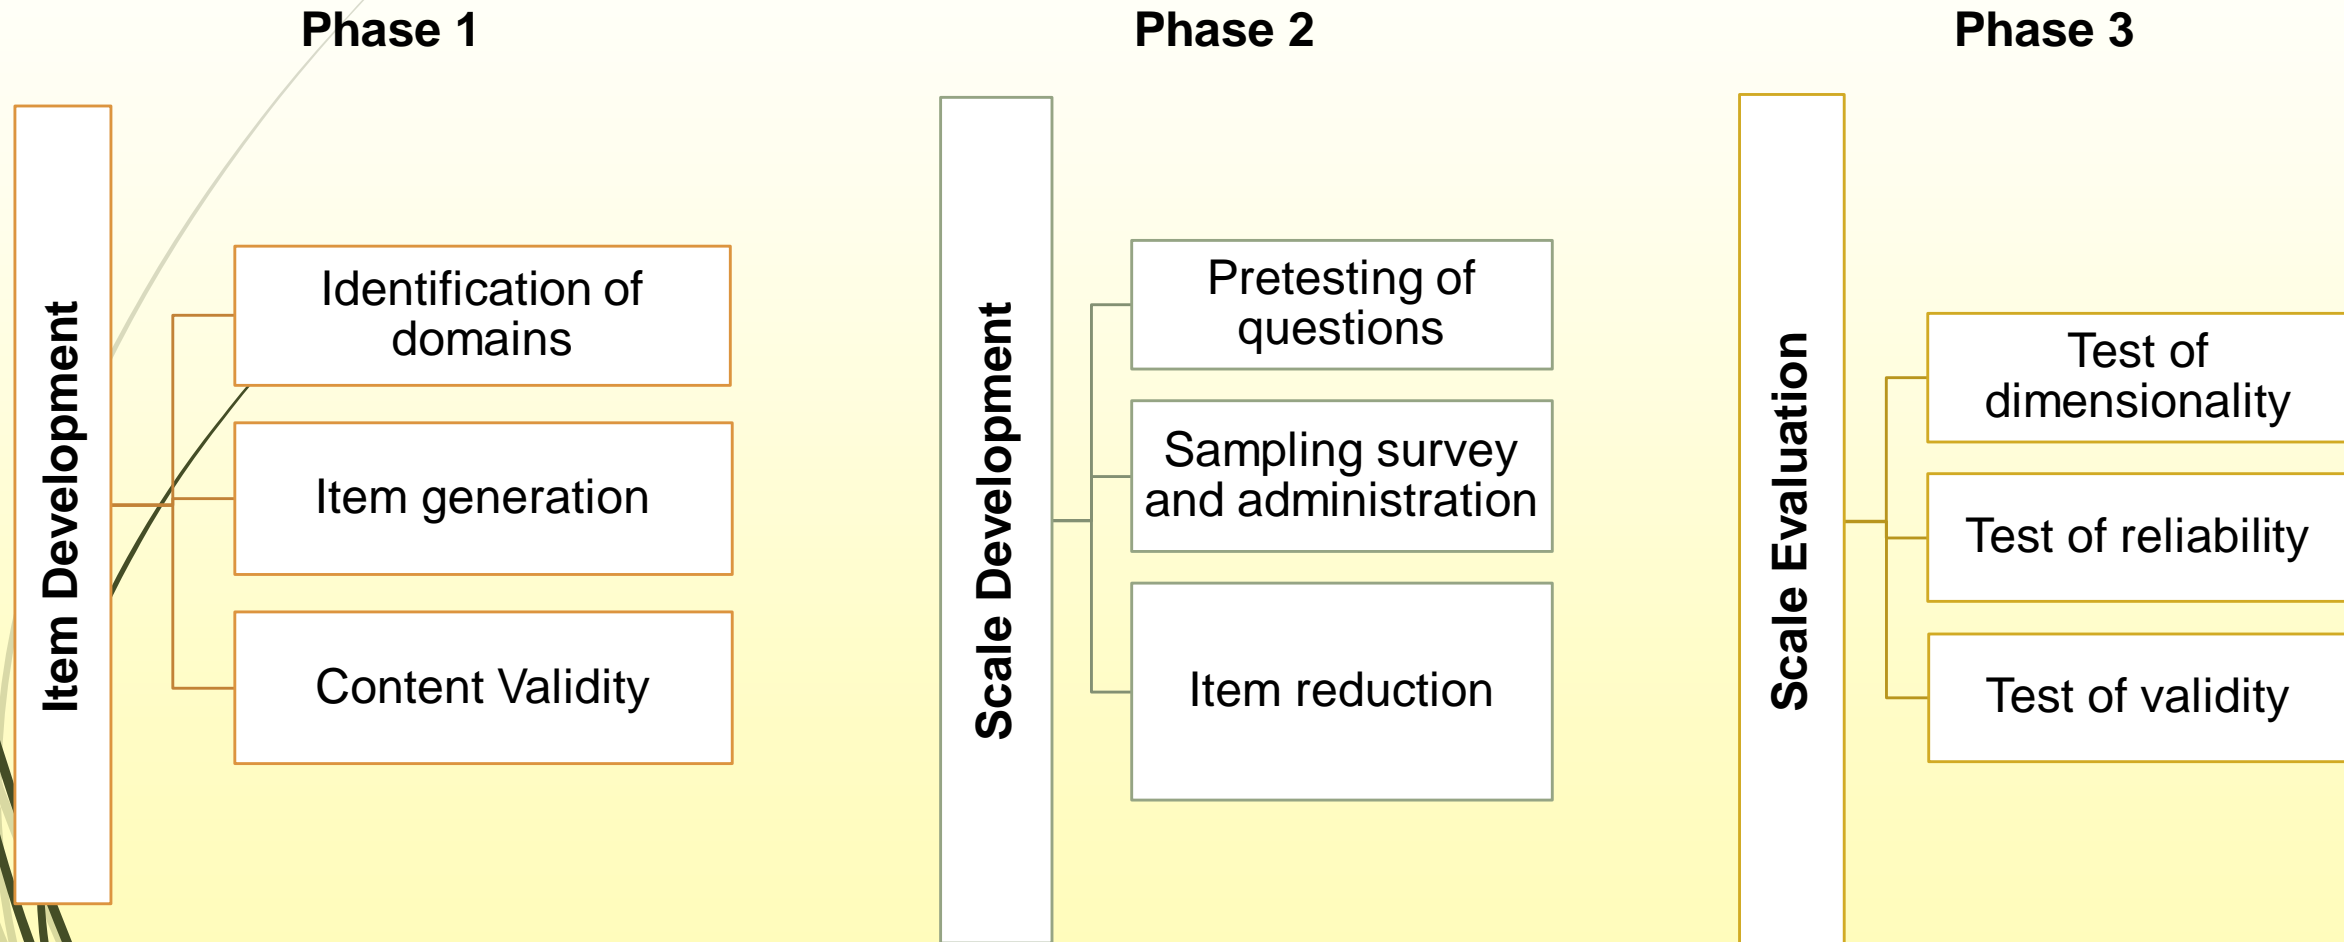 Phase 1
Item Development
Identification of
domains
Item generation
Content Validity
Phase 2
Scale Development
Pretesting of
questions
Sampling survey
and administration
Item reduction
Phase 3
Scale Evaluation
Test of
dimensionality
Test of reliability
Test of validity